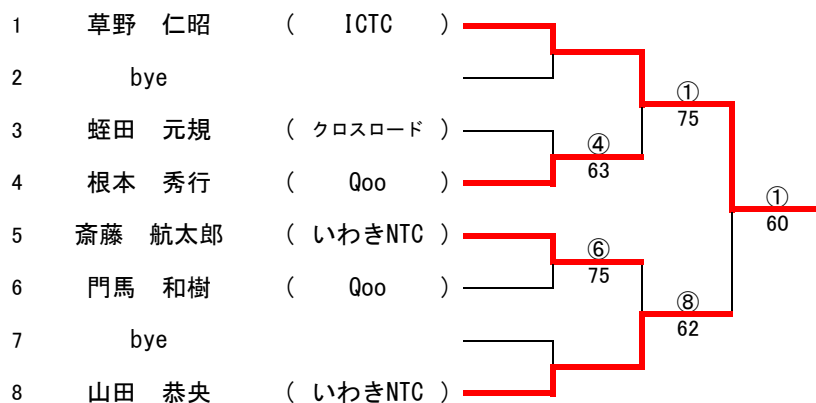 1 草野 仁昭 ( ICTC )
2 bye
①
75
3 蛭田 元規 ( クロスロード )
④
63
4 根本 秀行 ( Qoo )
①
60
5 斎藤 航太郎 ( いわきNTC )
⑥
75
6 門馬 和樹 ( Qoo )
⑧
62
7 bye
8 山田 恭央 ( いわきNTC )